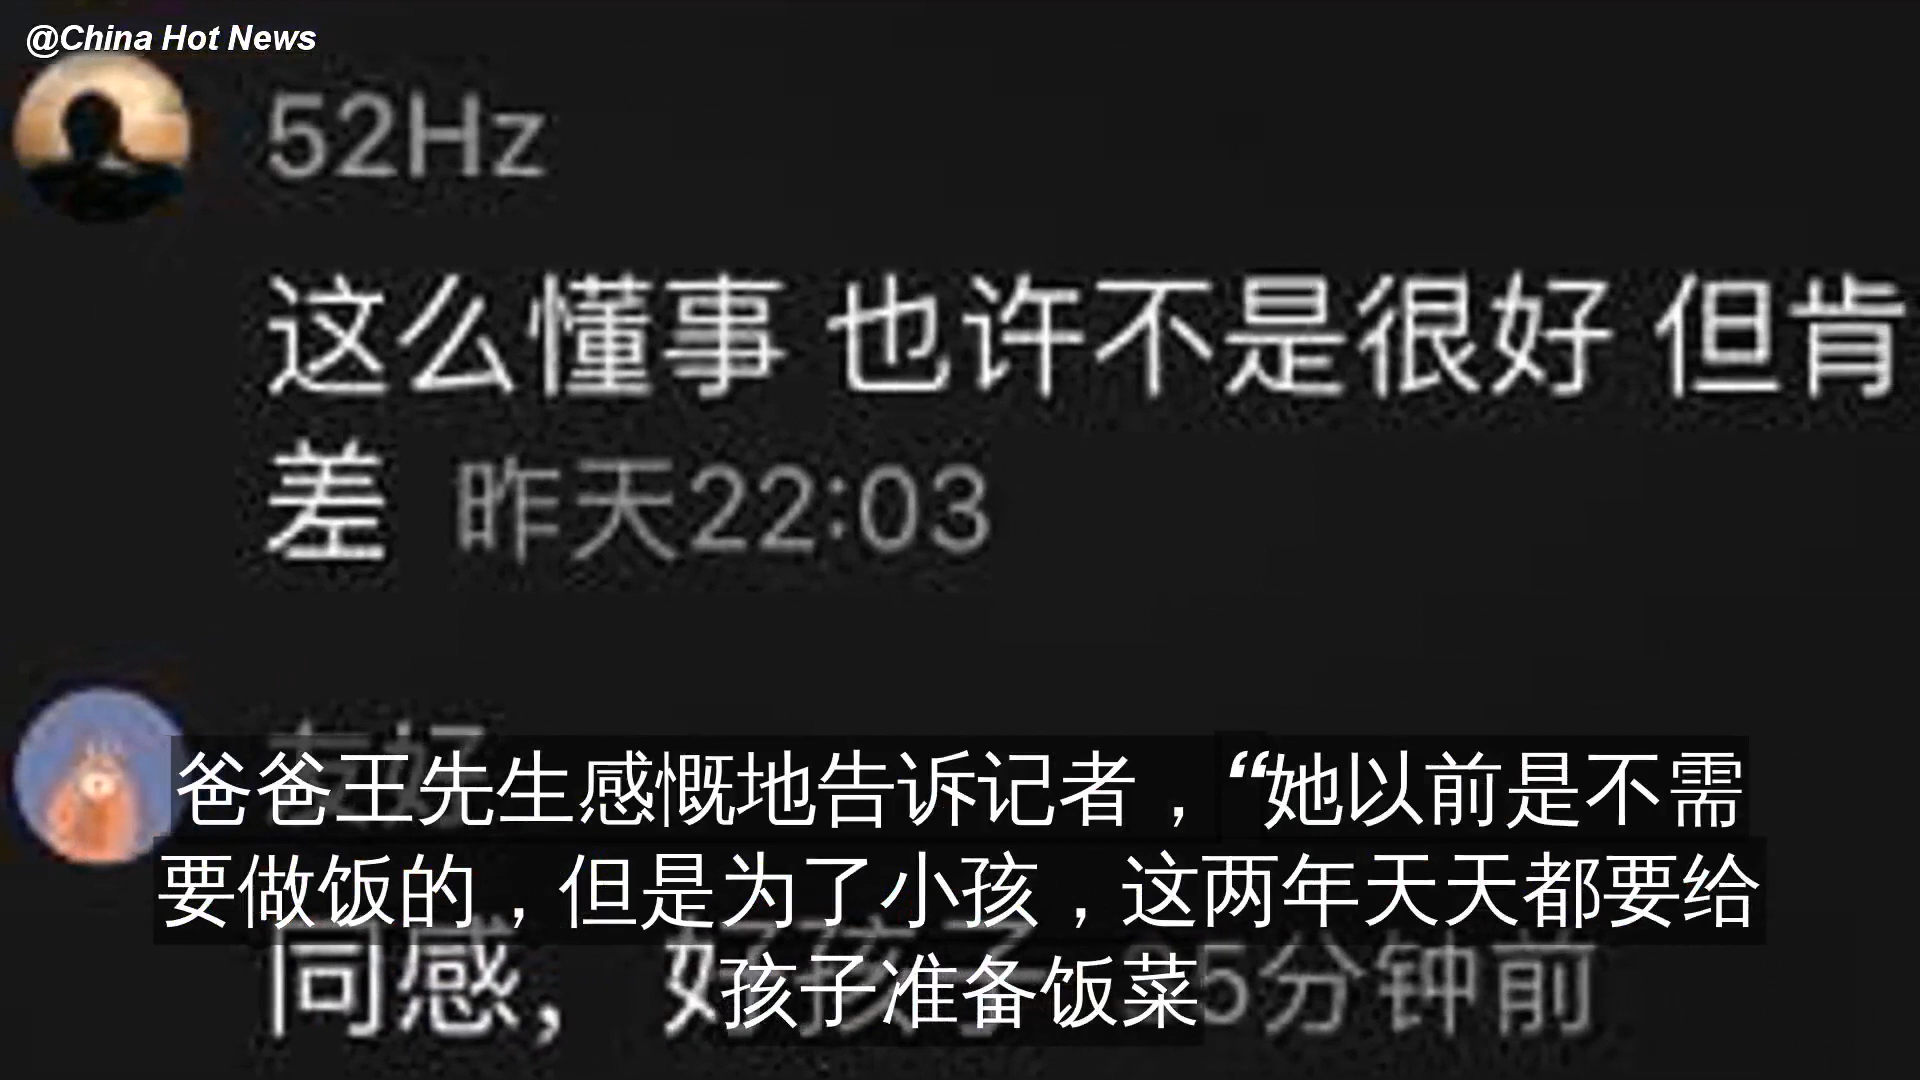 @China Hot News
52Hz
这么懂事 也许不是很好 但肯
差 昨天22:03
爸爸王先生感慨地告诉记者，“她以前是不需
要做饭的，但是为了小孩，这两年天天都要给
孩子准备饭菜
同感，好孩子 5分钟前